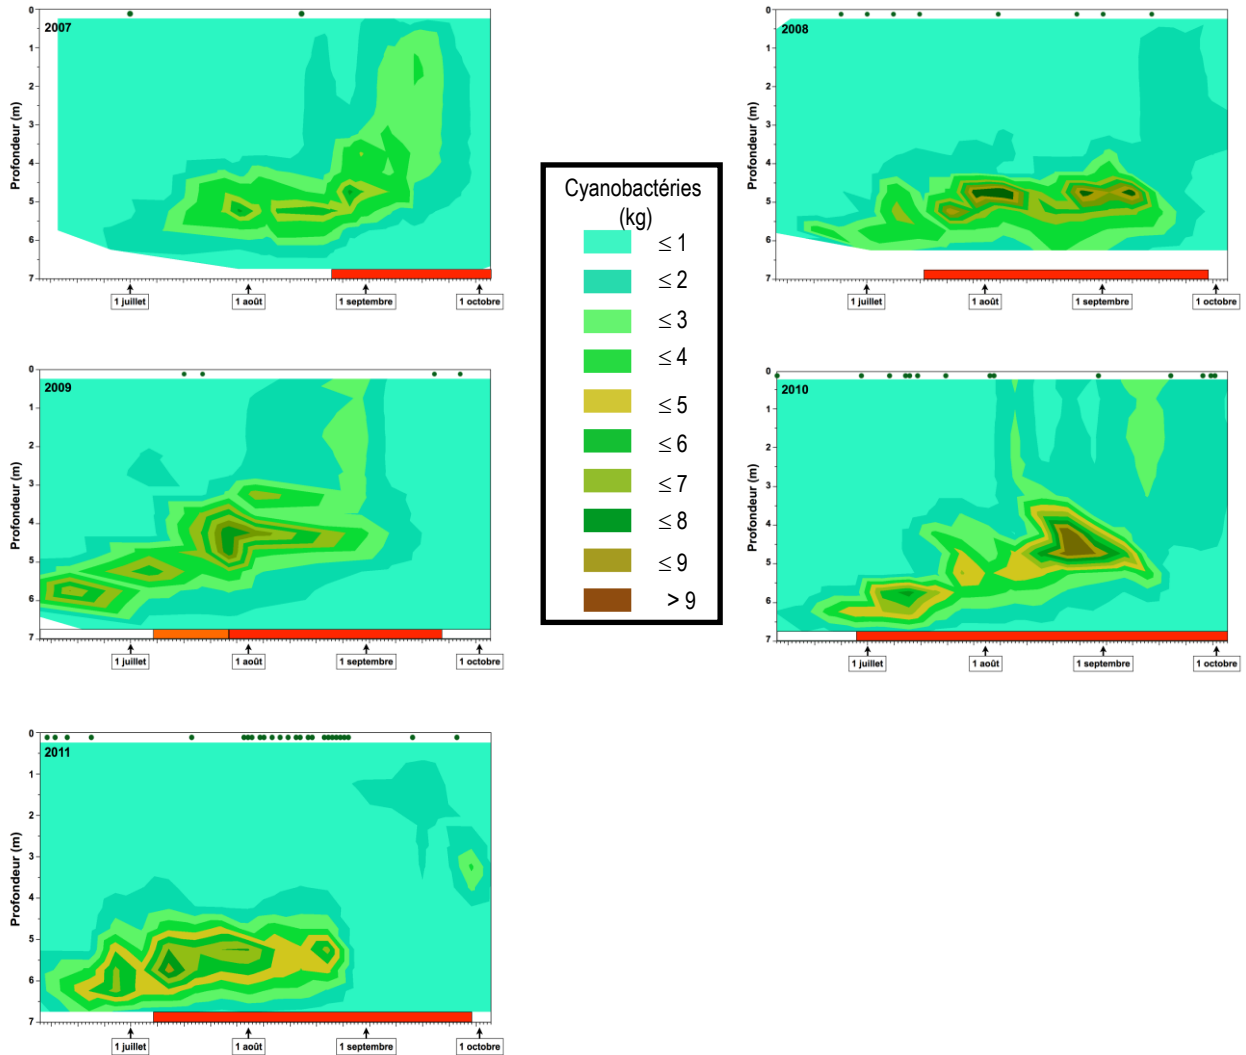 2007
Profondeur (m)
0
1
2
3
4
5
6
7
1 juillet
1 août
1 septembre
1 octobre
2008
Profondeur (m)
0
1
2
3
4
5
6
7
1 juillet
1 août
1 septembre
1 octobre
Cyanobactéries
(kg)
≤ 1
≤ 2
≤ 3
≤ 4
≤ 5
≤ 6
≤ 7
≤ 8
≤ 9
> 9
2009
Profondeur (m)
0
1
2
3
4
5
6
7
1 juillet
1 août
1 septembre
1 octobre
2010
Profondeur (m)
0
1
2
3
4
5
6
7
1 juillet
1 août
1 septembre
1 octobre
2011
Profondeur (m)
0
1
2
3
4
5
6
7
1 juillet
1 août
1 septembre
1 octobre